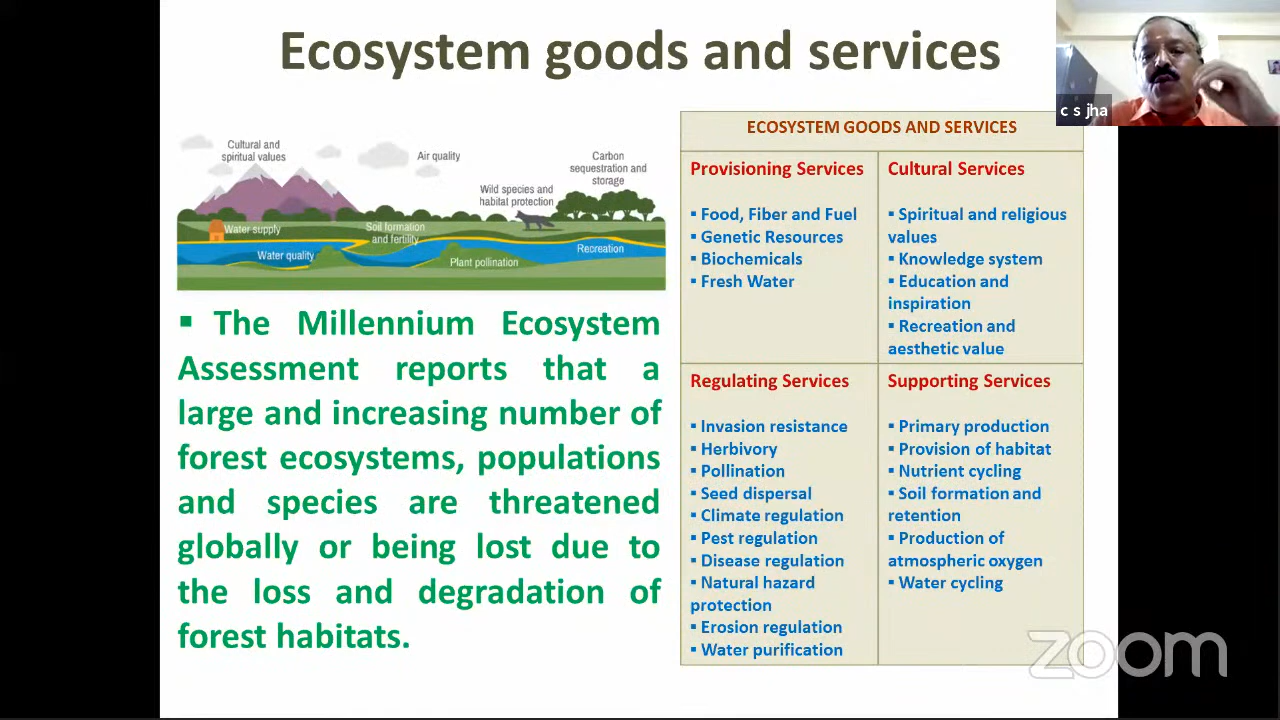 Ecosystem goods and services
c s jha
Cultural and
spiritual values
Air quality
Carbon
sequestration and
storage
Wild species and
habitat protection
Water supply
Soil formation
and fertility
Water quality
Plant pollination
Recreation
▪ The Millennium Ecosystem
Assessment reports that a
large and increasing number of
forest ecosystems, populations
and species are threatened
globally or being lost due to
the loss and degradation of
forest habitats.
ECOSYSTEM GOODS AND SERVICES
Provisioning Services
▪ Food, Fiber and Fuel
▪ Genetic Resources
▪ Biochemicals
▪ Fresh Water
Cultural Services
▪ Spiritual and religious
values
▪ Knowledge system
▪ Education and
inspiration
▪ Recreation and
aesthetic value
Regulating Services
▪ Invasion resistance
▪ Herbivory
▪ Pollination
▪ Seed dispersal
▪ Climate regulation
▪ Pest regulation
▪ Disease regulation
▪ Natural hazard
protection
▪ Erosion regulation
▪ Water purification
Supporting Services
▪ Primary production
▪ Provision of habitat
▪ Nutrient cycling
▪ Soil formation and
retention
▪ Production of
atmospheric oxygen
▪ Water cycling
zoom